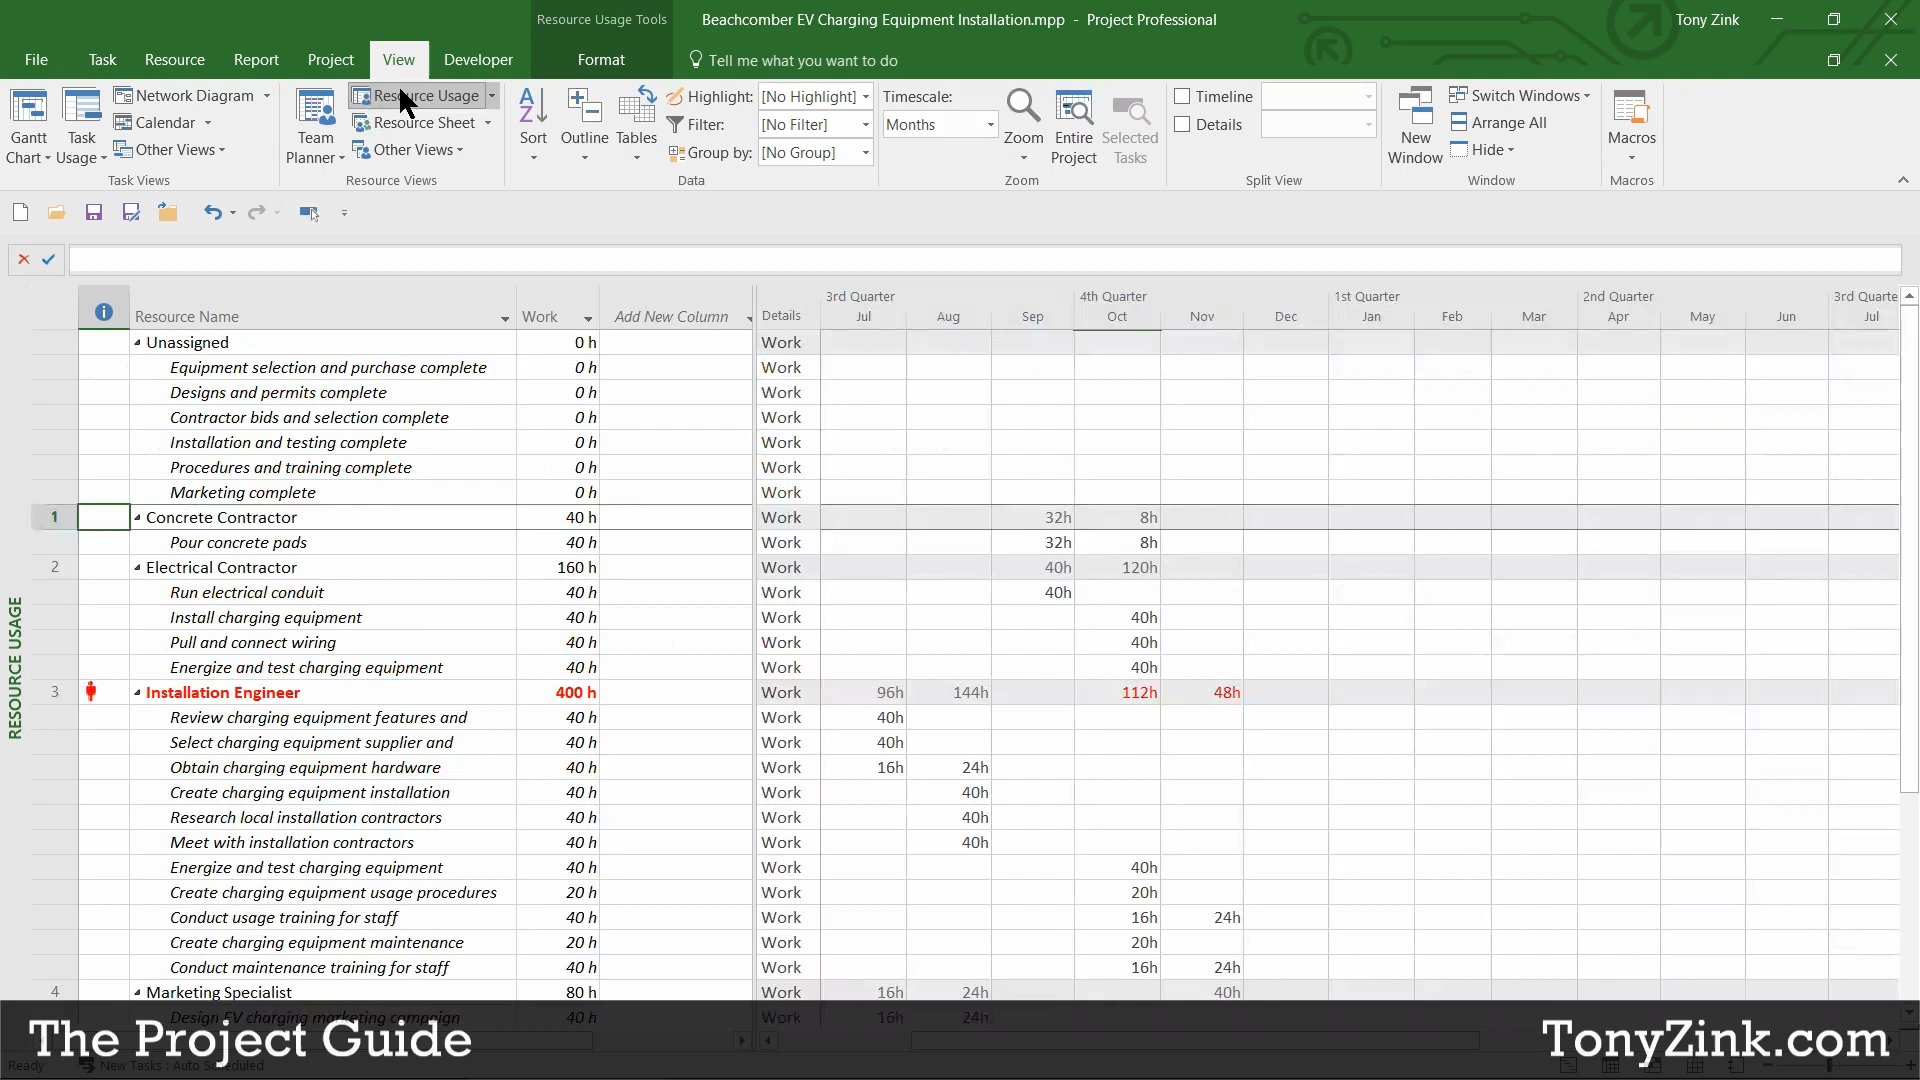 Resource Usage Tools
Beachcomber EV Charging Equipment Installation.mpp - Project Professional
Tony Zink
File Task Resource Report Project View Developer Format Tell me what you want to do
Gantt Chart
Task Usage
Network Diagram
Calendar
Other Views
Task Views
Team Planner
Resource Usage
Resource Sheet
Other Views
Resource Views
Sort
Outline
Tables
Highlight: [No Highlight]
Filter: [No Filter]
Group by: [No Group]
Data
Timescale:
Months
Zoom
Entire Project
Selected Tasks
Zoom
Timeline
Details
Split View
New Window
Switch Windows
Arrange All
Hide
Window
Macros
Macros
3rd Quarter 4th Quarter 1st Quarter 2nd Quarter 3rd Quarte
Resource Name Work Add New Column Details Jul Aug Sep Oct Nov Dec Jan Feb Mar Apr May Jun Jul
Unassigned 0 h Work
Equipment selection and purchase complete 0 h Work
Designs and permits complete 0 h Work
Contractor bids and selection complete 0 h Work
Installation and testing complete 0 h Work
Procedures and training complete 0 h Work
Marketing complete 0 h Work
1 Concrete Contractor 40 h Work 32h 8h
Pour concrete pads 40 h Work 32h 8h
2 Electrical Contractor 160 h Work 40h 120h
Run electrical conduit 40 h Work 40h
Install charging equipment 40 h Work 40h
Pull and connect wiring 40 h Work 40h
Energize and test charging equipment 40 h Work 40h
3 Installation Engineer 400 h Work 96h 144h 112h 48h
Review charging equipment features and 40 h Work 40h
Select charging equipment supplier and 40 h Work 40h
Obtain charging equipment hardware 40 h Work 16h 24h
Create charging equipment installation 40 h Work 40h
Research local installation contractors 40 h Work 40h
Meet with installation contractors 40 h Work 40h
Energize and test charging equipment 40 h Work 40h
Create charging equipment usage procedures 20 h Work 20h
Conduct usage training for staff 40 h Work 16h 24h
Create charging equipment maintenance 20 h Work 20h
Conduct maintenance training for staff 40 h Work 16h 24h
4 Marketing Specialist 80 h Work 16h 24h 40h
Design EV charging marketing campaign 40 h Work 16h 24h
RESOURCE USAGE
The Project Guide
TonyZink.com
Ready New Tasks : Auto Scheduled